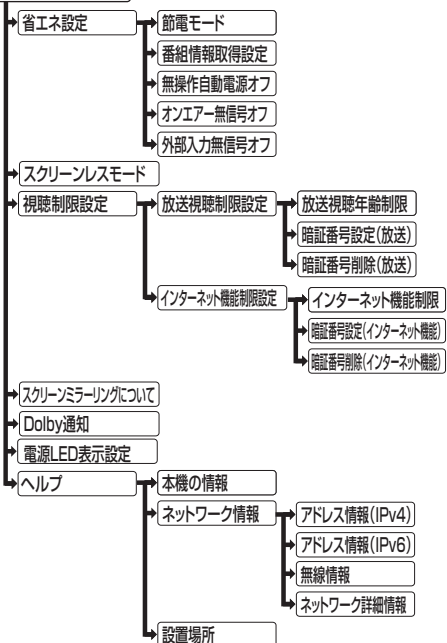 省エネ設定
節電モード
番組情報取得設定
無操作自動電源オフ
オンエアー無信号オフ
外部入力無信号オフ
スクリーンレスモード
視聴制限設定
放送視聴制限設定
放送視聴年齢制限
暗証番号設定(放送)
暗証番号削除(放送)
インターネット機能制限設定
インターネット機能制限
暗証番号設定(インターネット機能)
暗証番号削除(インターネット機能)
スクリーンミラーリングについて
Dolby通知
電源LED表示設定
ヘルプ
本機の情報
ネットワーク情報
アドレス情報(IPv4)
アドレス情報(IPv6)
無線情報
ネットワーク詳細情報
設置場所